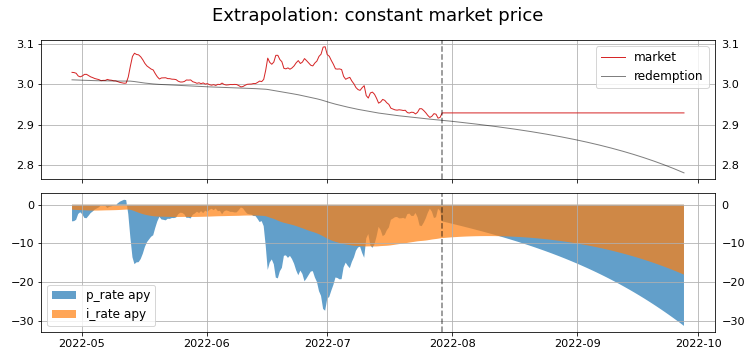 Extrapolation: constant market price
3.1 3.1
3.0 3.0
2.9 2.9
2.8 2.8
market
redemption
0 0
−10 −10
−20 −20
−30 −30
p_rate apy
i_rate apy
2022-05 2022-06 2022-07 2022-08 2022-09 2022-10